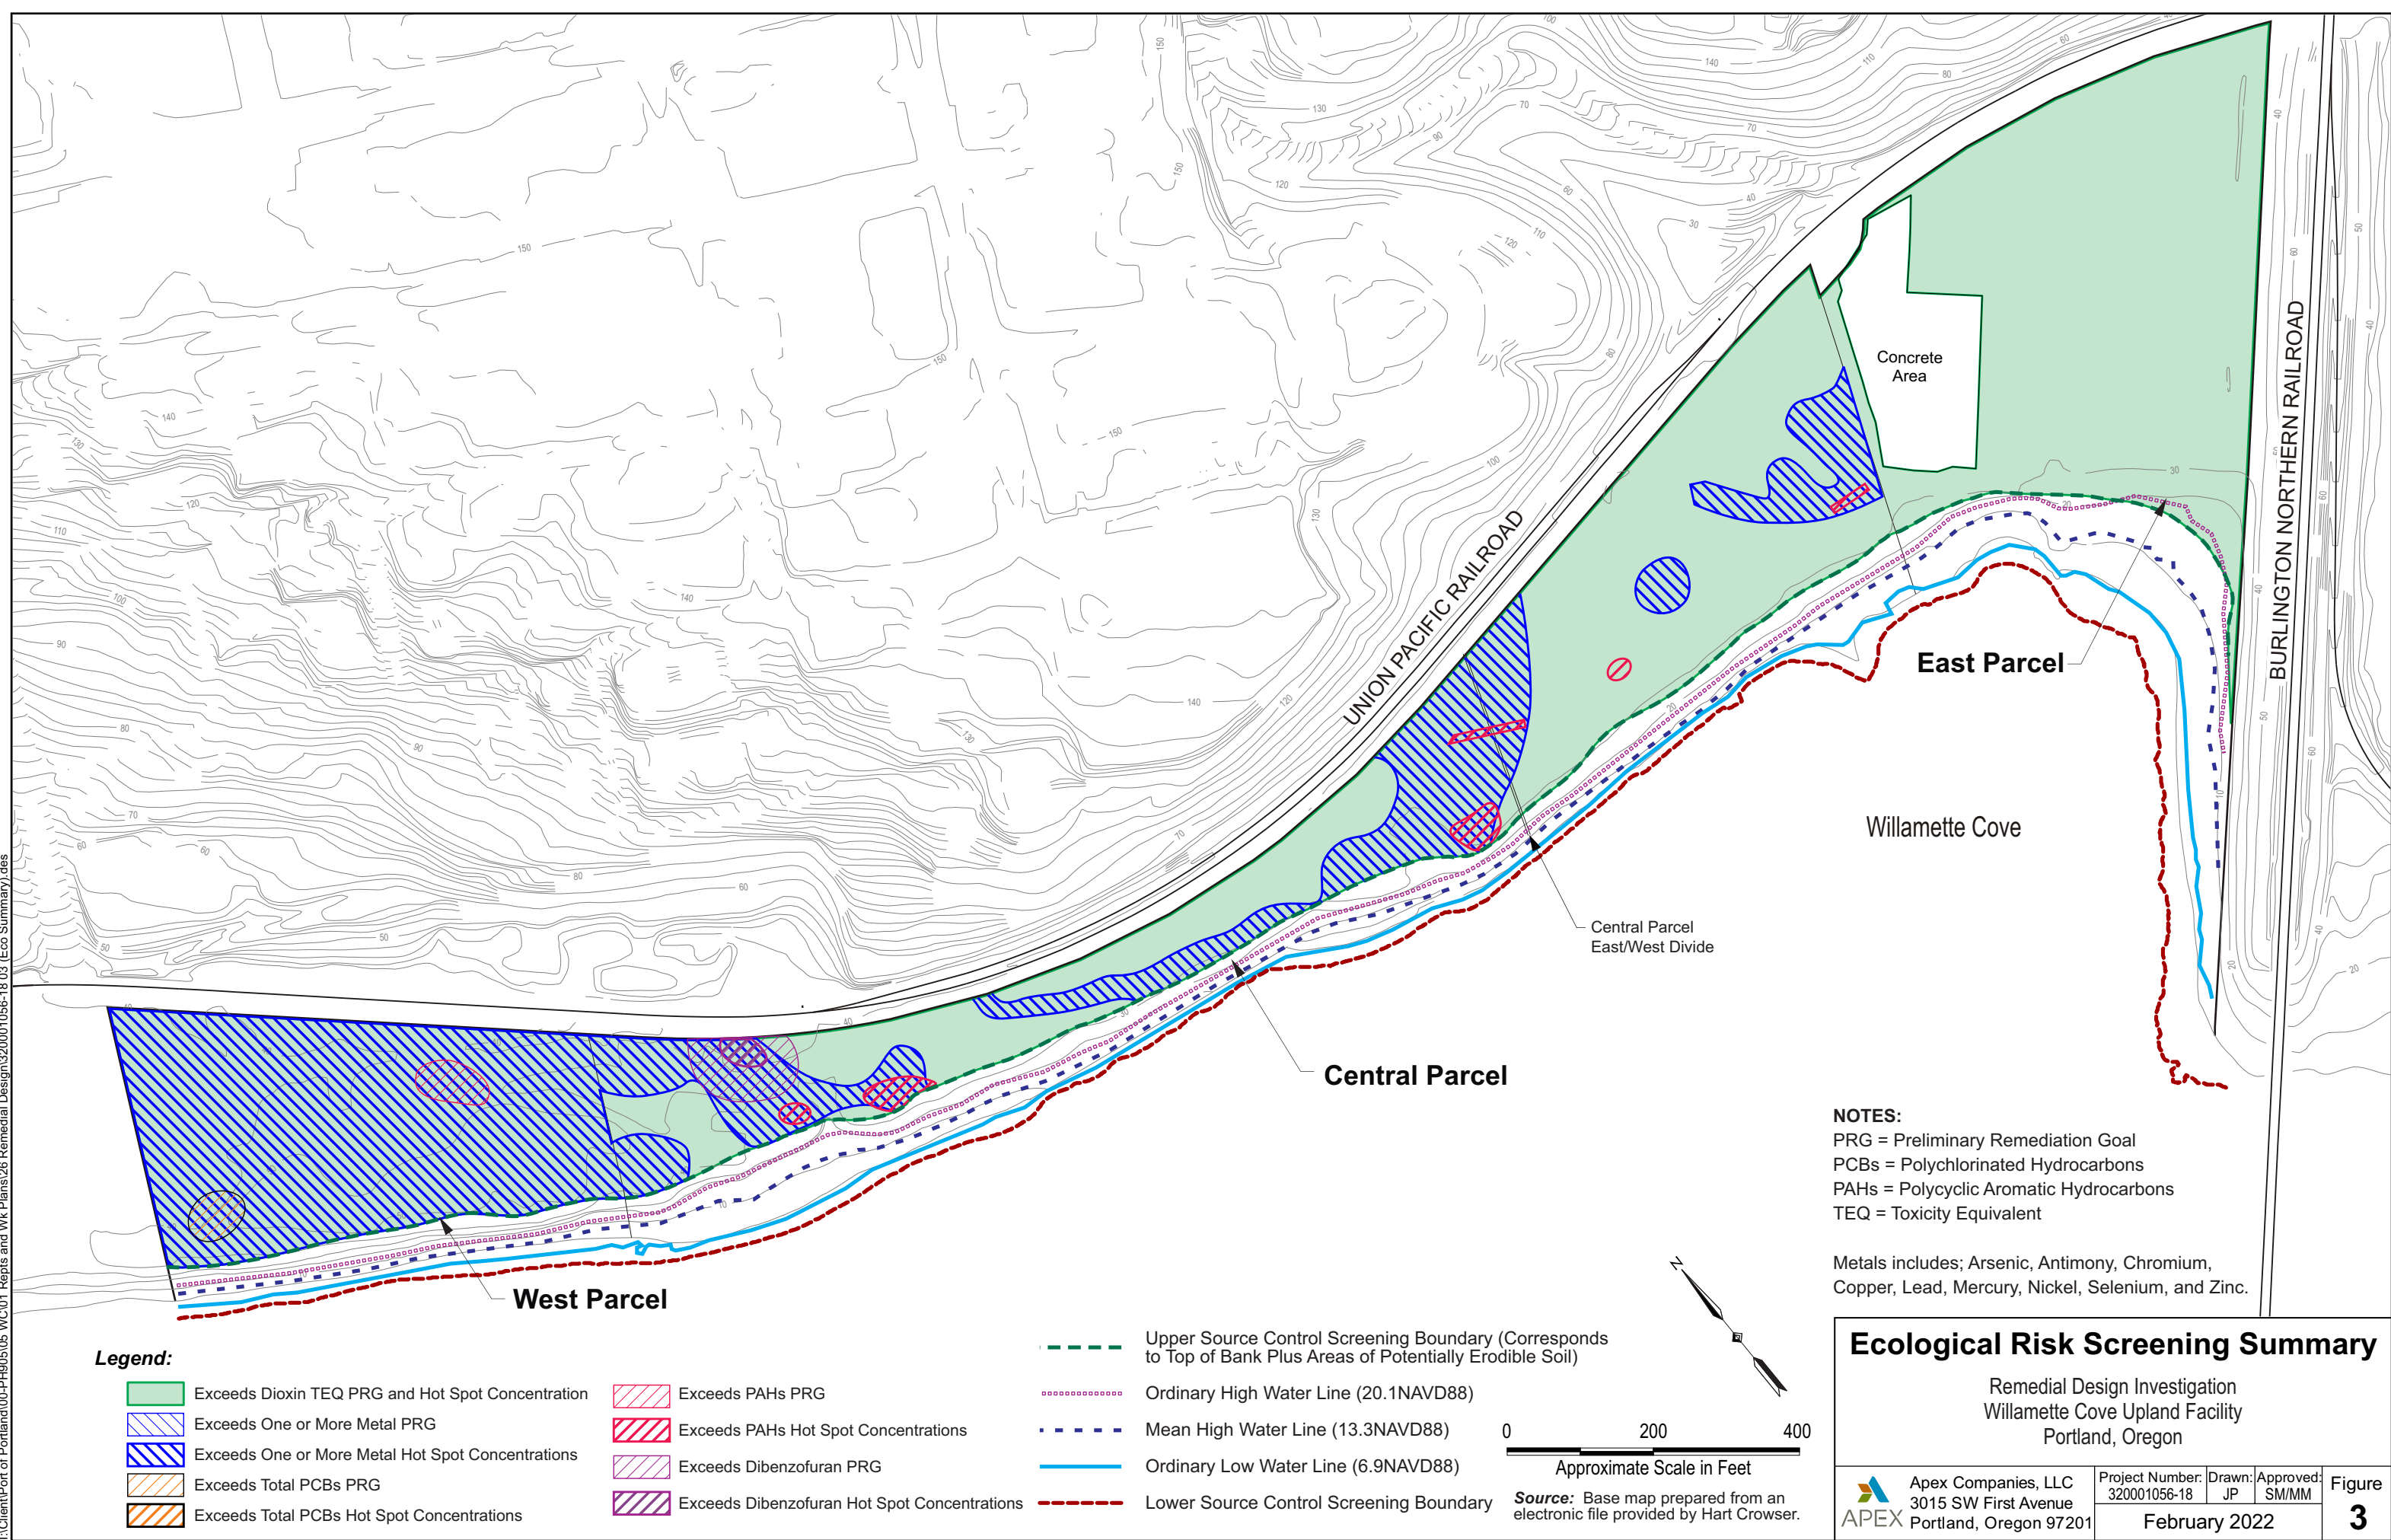 UNION PACIFIC RAILROAD
BURLINGTON NORTHERN RAILROAD
Concrete
Area
East Parcel
Willamette Cove
Central Parcel
East/West Divide
Central Parcel
West Parcel
NOTES:
PRG = Preliminary Remediation Goal
PCBs = Polychlorinated Hydrocarbons
PAHs = Polycyclic Aromatic Hydrocarbons
TEQ = Toxicity Equivalent
Metals includes; Arsenic, Antimony, Chromium,
Copper, Lead, Mercury, Nickel, Selenium, and Zinc.
Legend:
Exceeds Dioxin TEQ PRG and Hot Spot Concentration
Exceeds One or More Metal PRG
Exceeds One or More Metal Hot Spot Concentrations
Exceeds Total PCBs PRG
Exceeds Total PCBs Hot Spot Concentrations
Exceeds PAHs PRG
Exceeds PAHs Hot Spot Concentrations
Exceeds Dibenzofuran PRG
Exceeds Dibenzofuran Hot Spot Concentrations
Upper Source Control Screening Boundary (Corresponds
to Top of Bank Plus Areas of Potentially Erodible Soil)
Ordinary High Water Line (20.1NAVD88)
Mean High Water Line (13.3NAVD88)
Ordinary Low Water Line (6.9NAVD88)
Lower Source Control Screening Boundary
N
0 200 400
Approximate Scale in Feet
Source: Base map prepared from an
electronic file provided by Hart Crowser.
Ecological Risk Screening Summary
Remedial Design Investigation
Willamette Cove Upland Facility
Portland, Oregon
APEX
Apex Companies, LLC
3015 SW First Avenue
Portland, Oregon 97201
Project Number:
320001056-18
Drawn:
JP
Approved:
SM/MM
February 2022
Figure
3